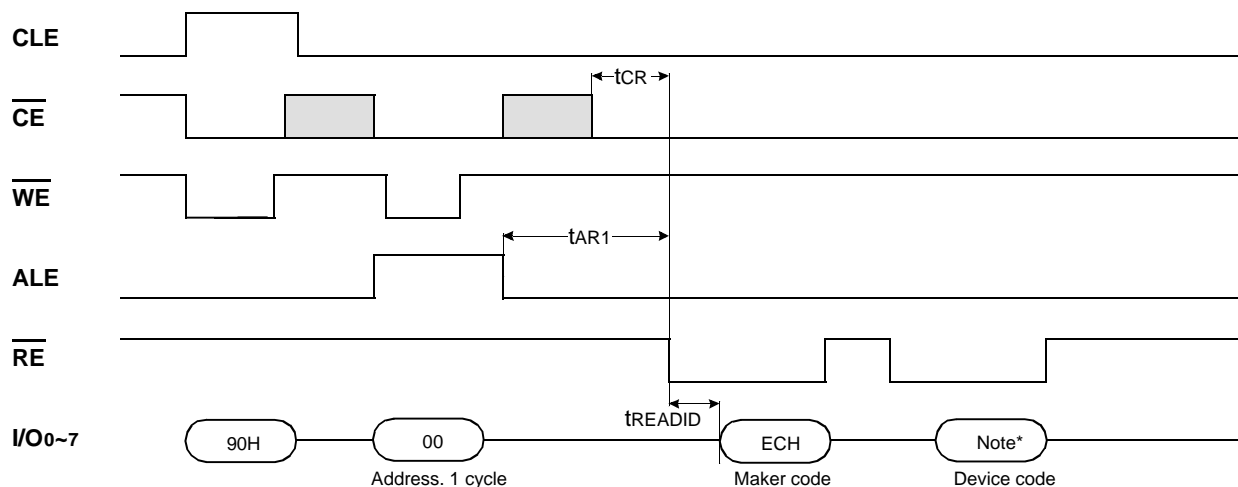 CLE
tCR
CE
WE
tAR1
ALE
RE
tREADID
I/O0~7
90H 00 ECH Note*
Address. 1 cycle Maker code Device code